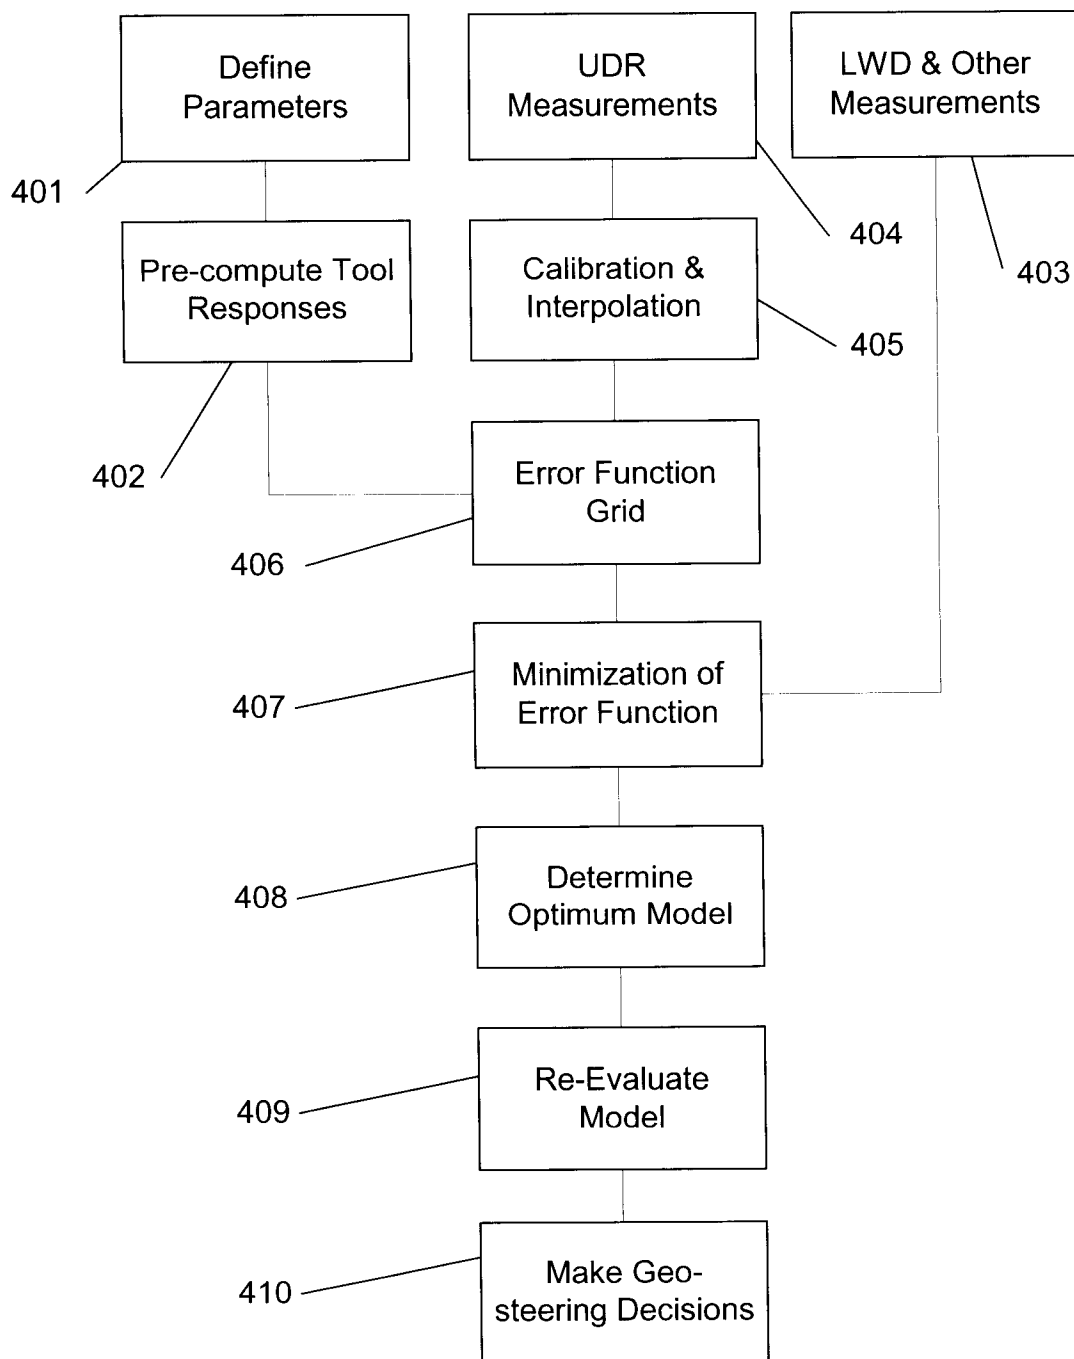 Define
Parameters
UDR
Measurements
LWD & Other
Measurements
401
404
403
Pre-compute Tool
Responses
Calibration &
Interpolation
405
402
Error Function
Grid
406
Minimization of
Error Function
407
Determine
Optimum Model
408
Re-Evaluate
Model
409
Make Geo-
steering Decisions
410